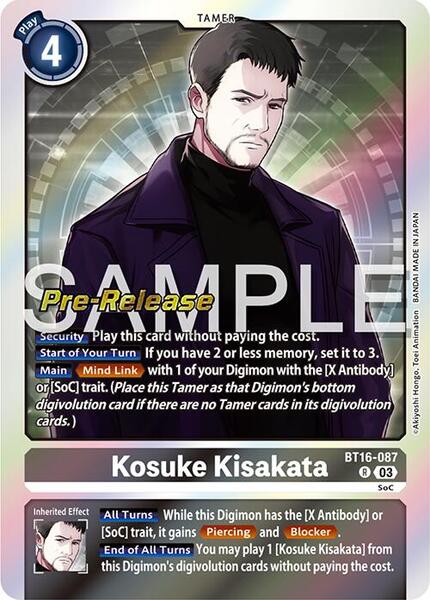 TAMER
Play
4
SAMPLE
Pre-Release
Security Play this card without paying the cost.
Start of Your Turn If you have 2 or less memory, set it to 3.
Main Mind Link with 1 of your Digimon with the [X Antibody]
or [SoC] trait. (Place this Tamer as that Digimon's bottom
digivolution card if there are no Tamer cards in its digivolution
cards.)
©Akiyoshi Hongo, Toei Animation BANDAI MADE IN JAPAN
Kosuke Kisakata
BT16-087
R 03
SoC
Inherited Effect
All Turns While this Digimon has the [X Antibody] or
[SoC] trait, it gains Piercing and Blocker.
End of All Turns You may play 1 [Kosuke Kisakata] from
this Digimon's digivolution cards without paying the cost.